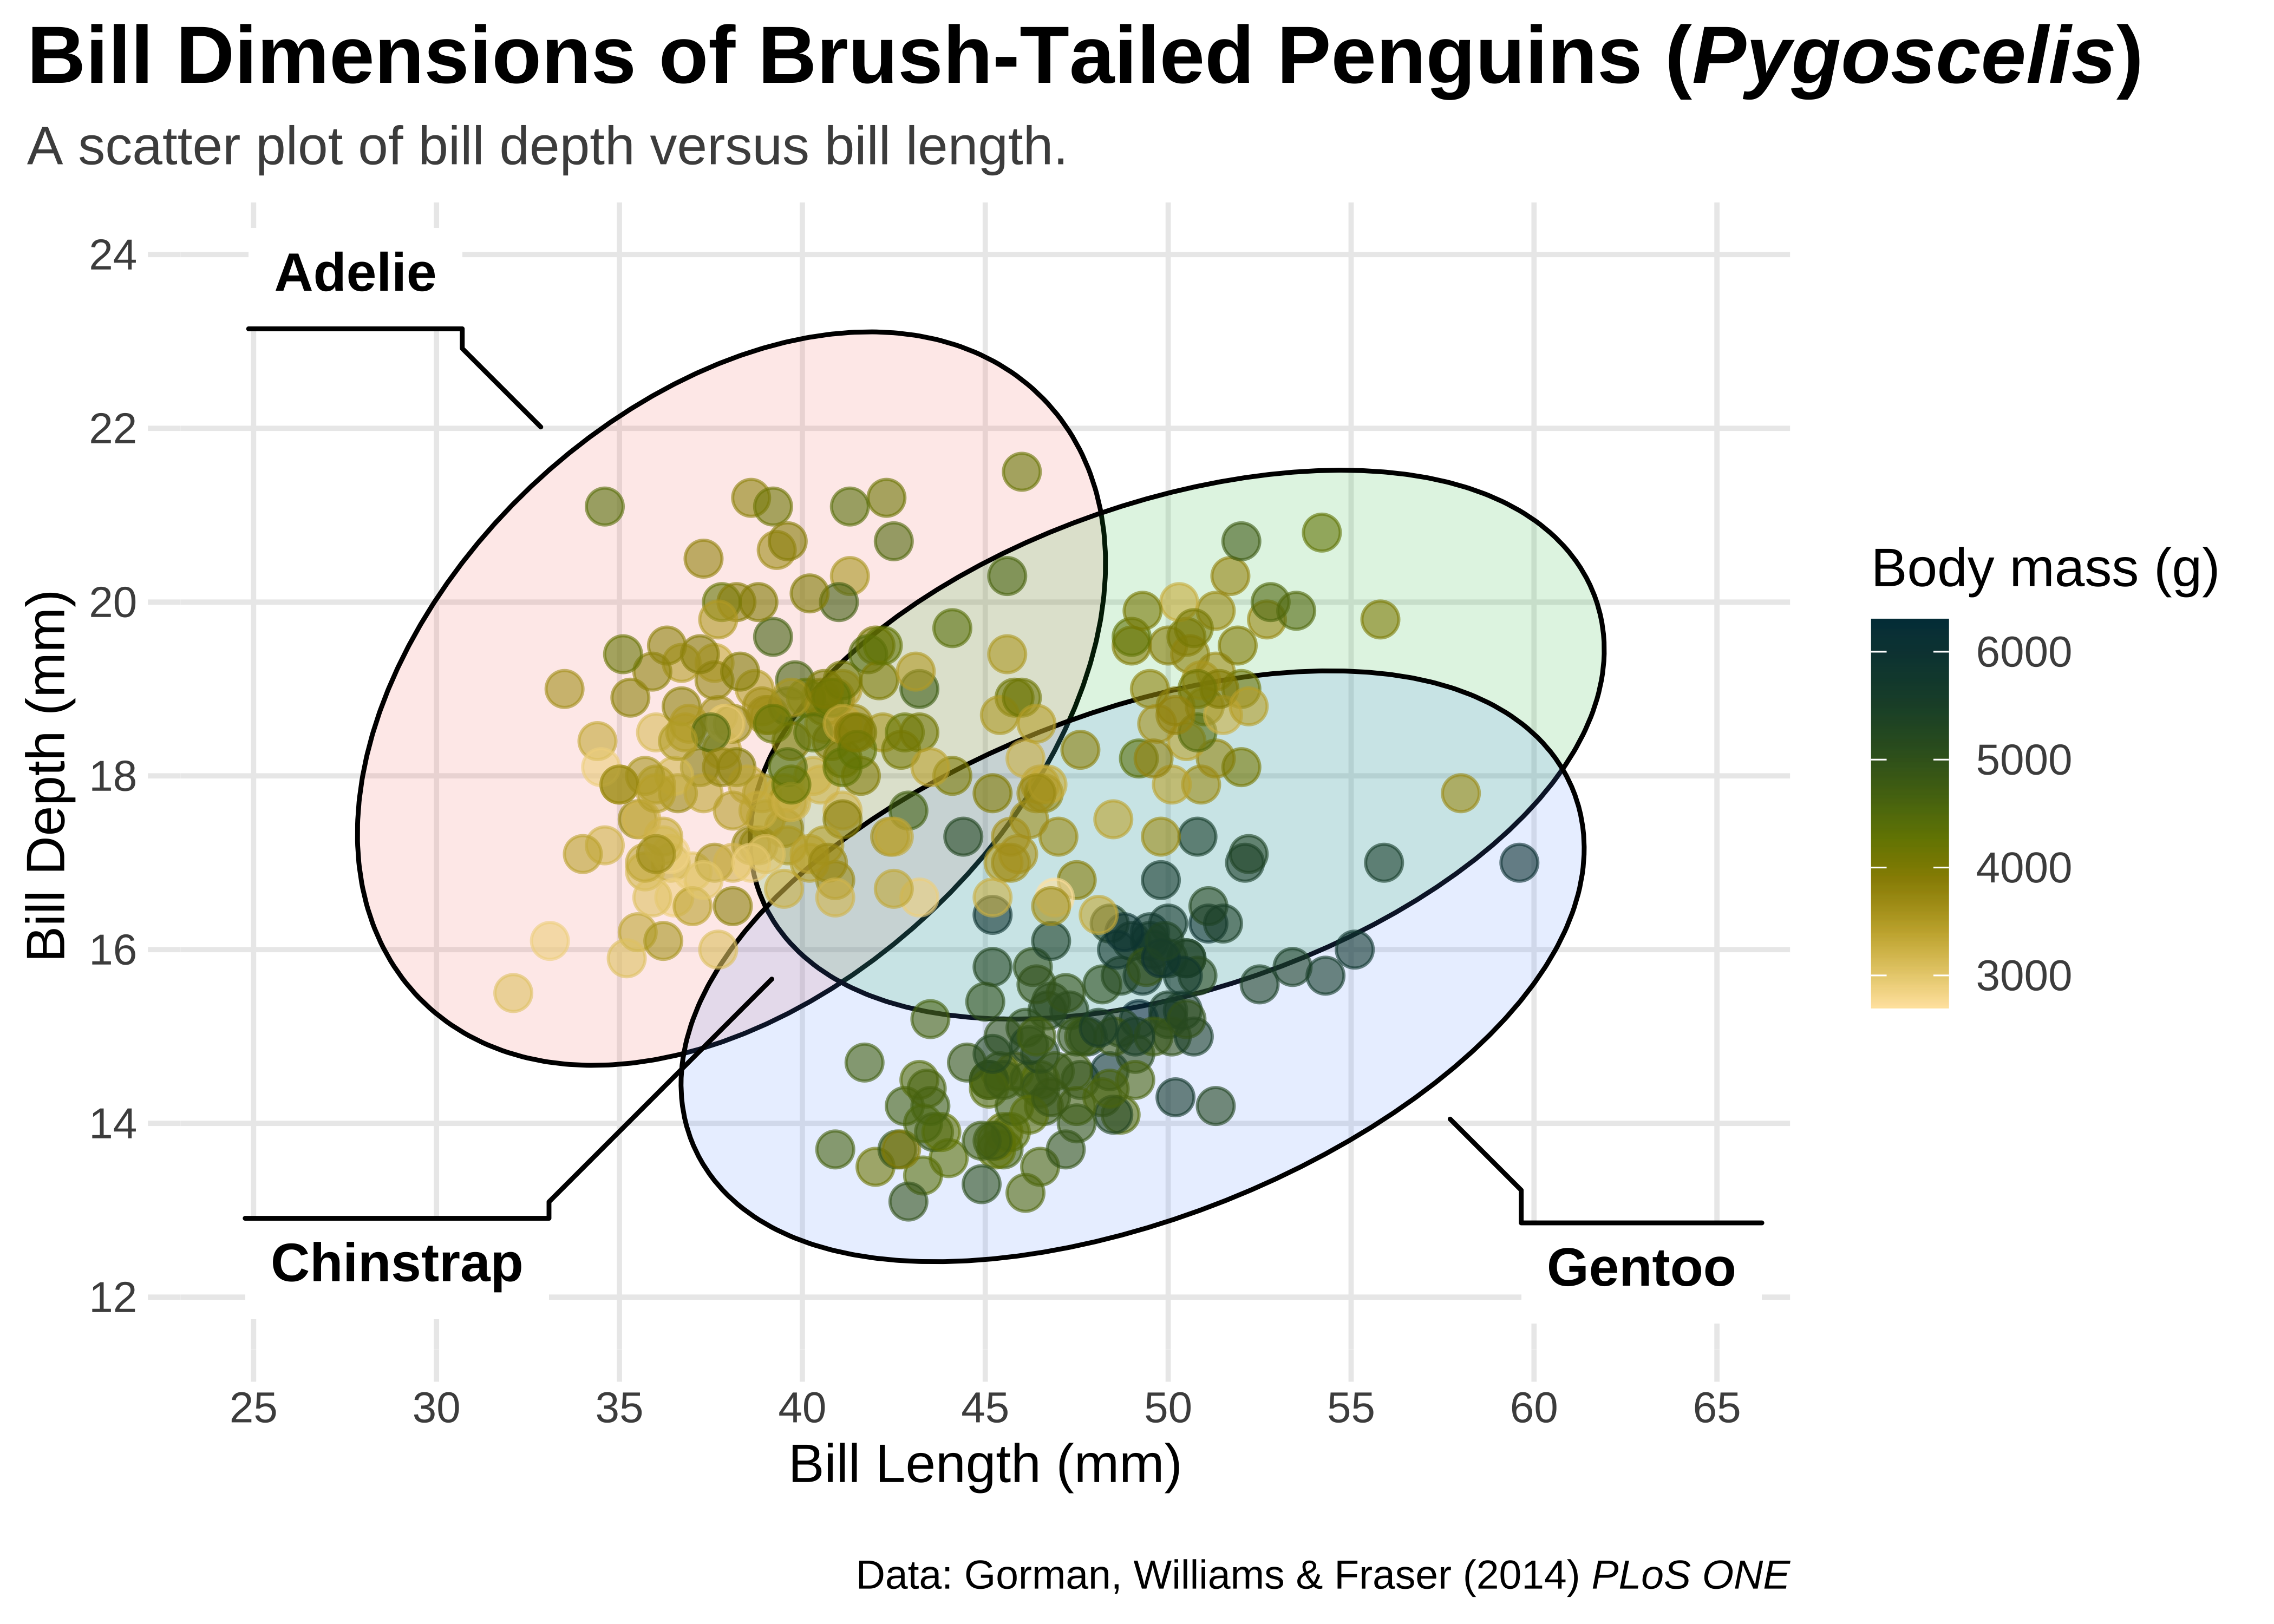 Bill Dimensions of Brush-Tailed Penguins (Pygoscelis)
A scatter plot of bill depth versus bill length.
Adelie
Chinstrap
Gentoo
24
22
20
18
16
14
12
Bill Depth (mm)
25 30 35 40 45 50 55 60 65
Bill Length (mm)
Body mass (g)
6000
5000
4000
3000
Data: Gorman, Williams & Fraser (2014) PLoS ONE